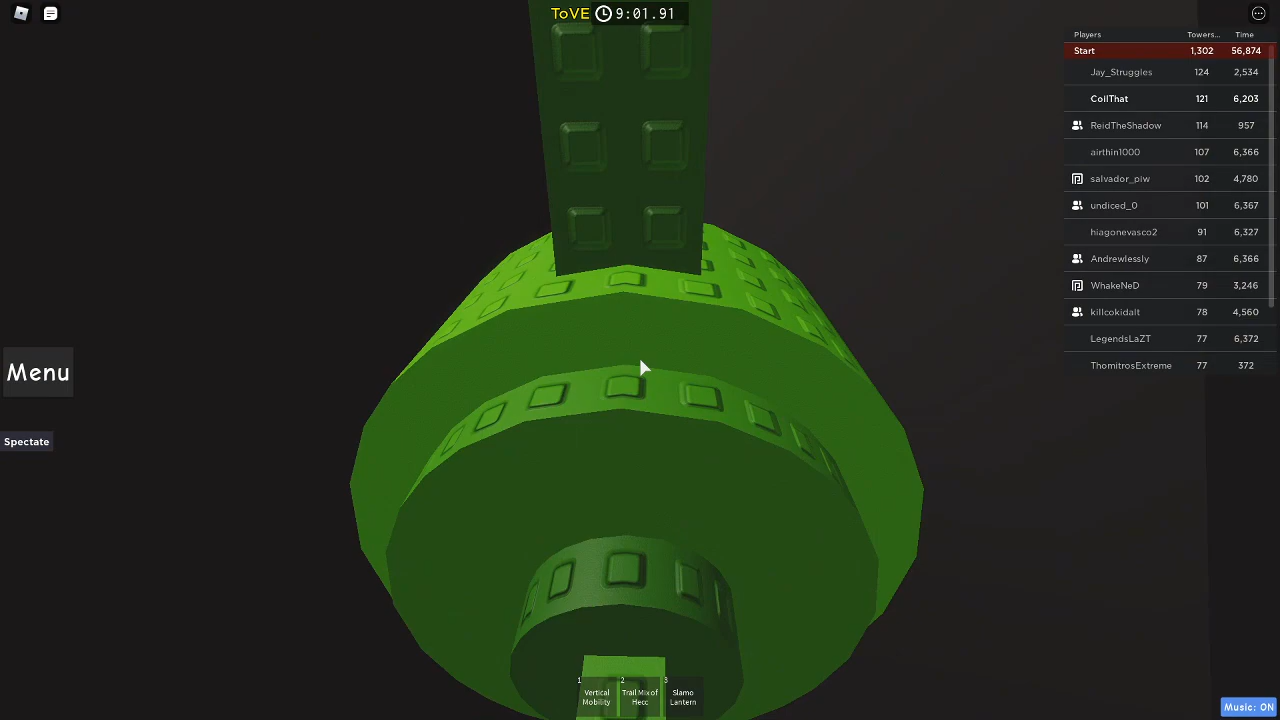 ToVE 9:01.91
Players Towers... Time
Start 1,302 56,874
Jay_Struggles 124 2,534
CoilThat 121 6,203
ReidTheShadow 114 957
airthin1000 107 6,366
salvador_piw 102 4,780
undiced_0 101 6,367
hiagonevasco2 91 6,327
Andrewlessly 87 6,366
WhakeNeD 79 3,246
killcokidalt 78 4,560
LegendsLaZT 77 6,372
ThomitrosExtreme 77 372
Menu
Spectate
1 2 3
Vertical Trail Mix of Slamo
Mobility Hecc Lantern
Music: ON